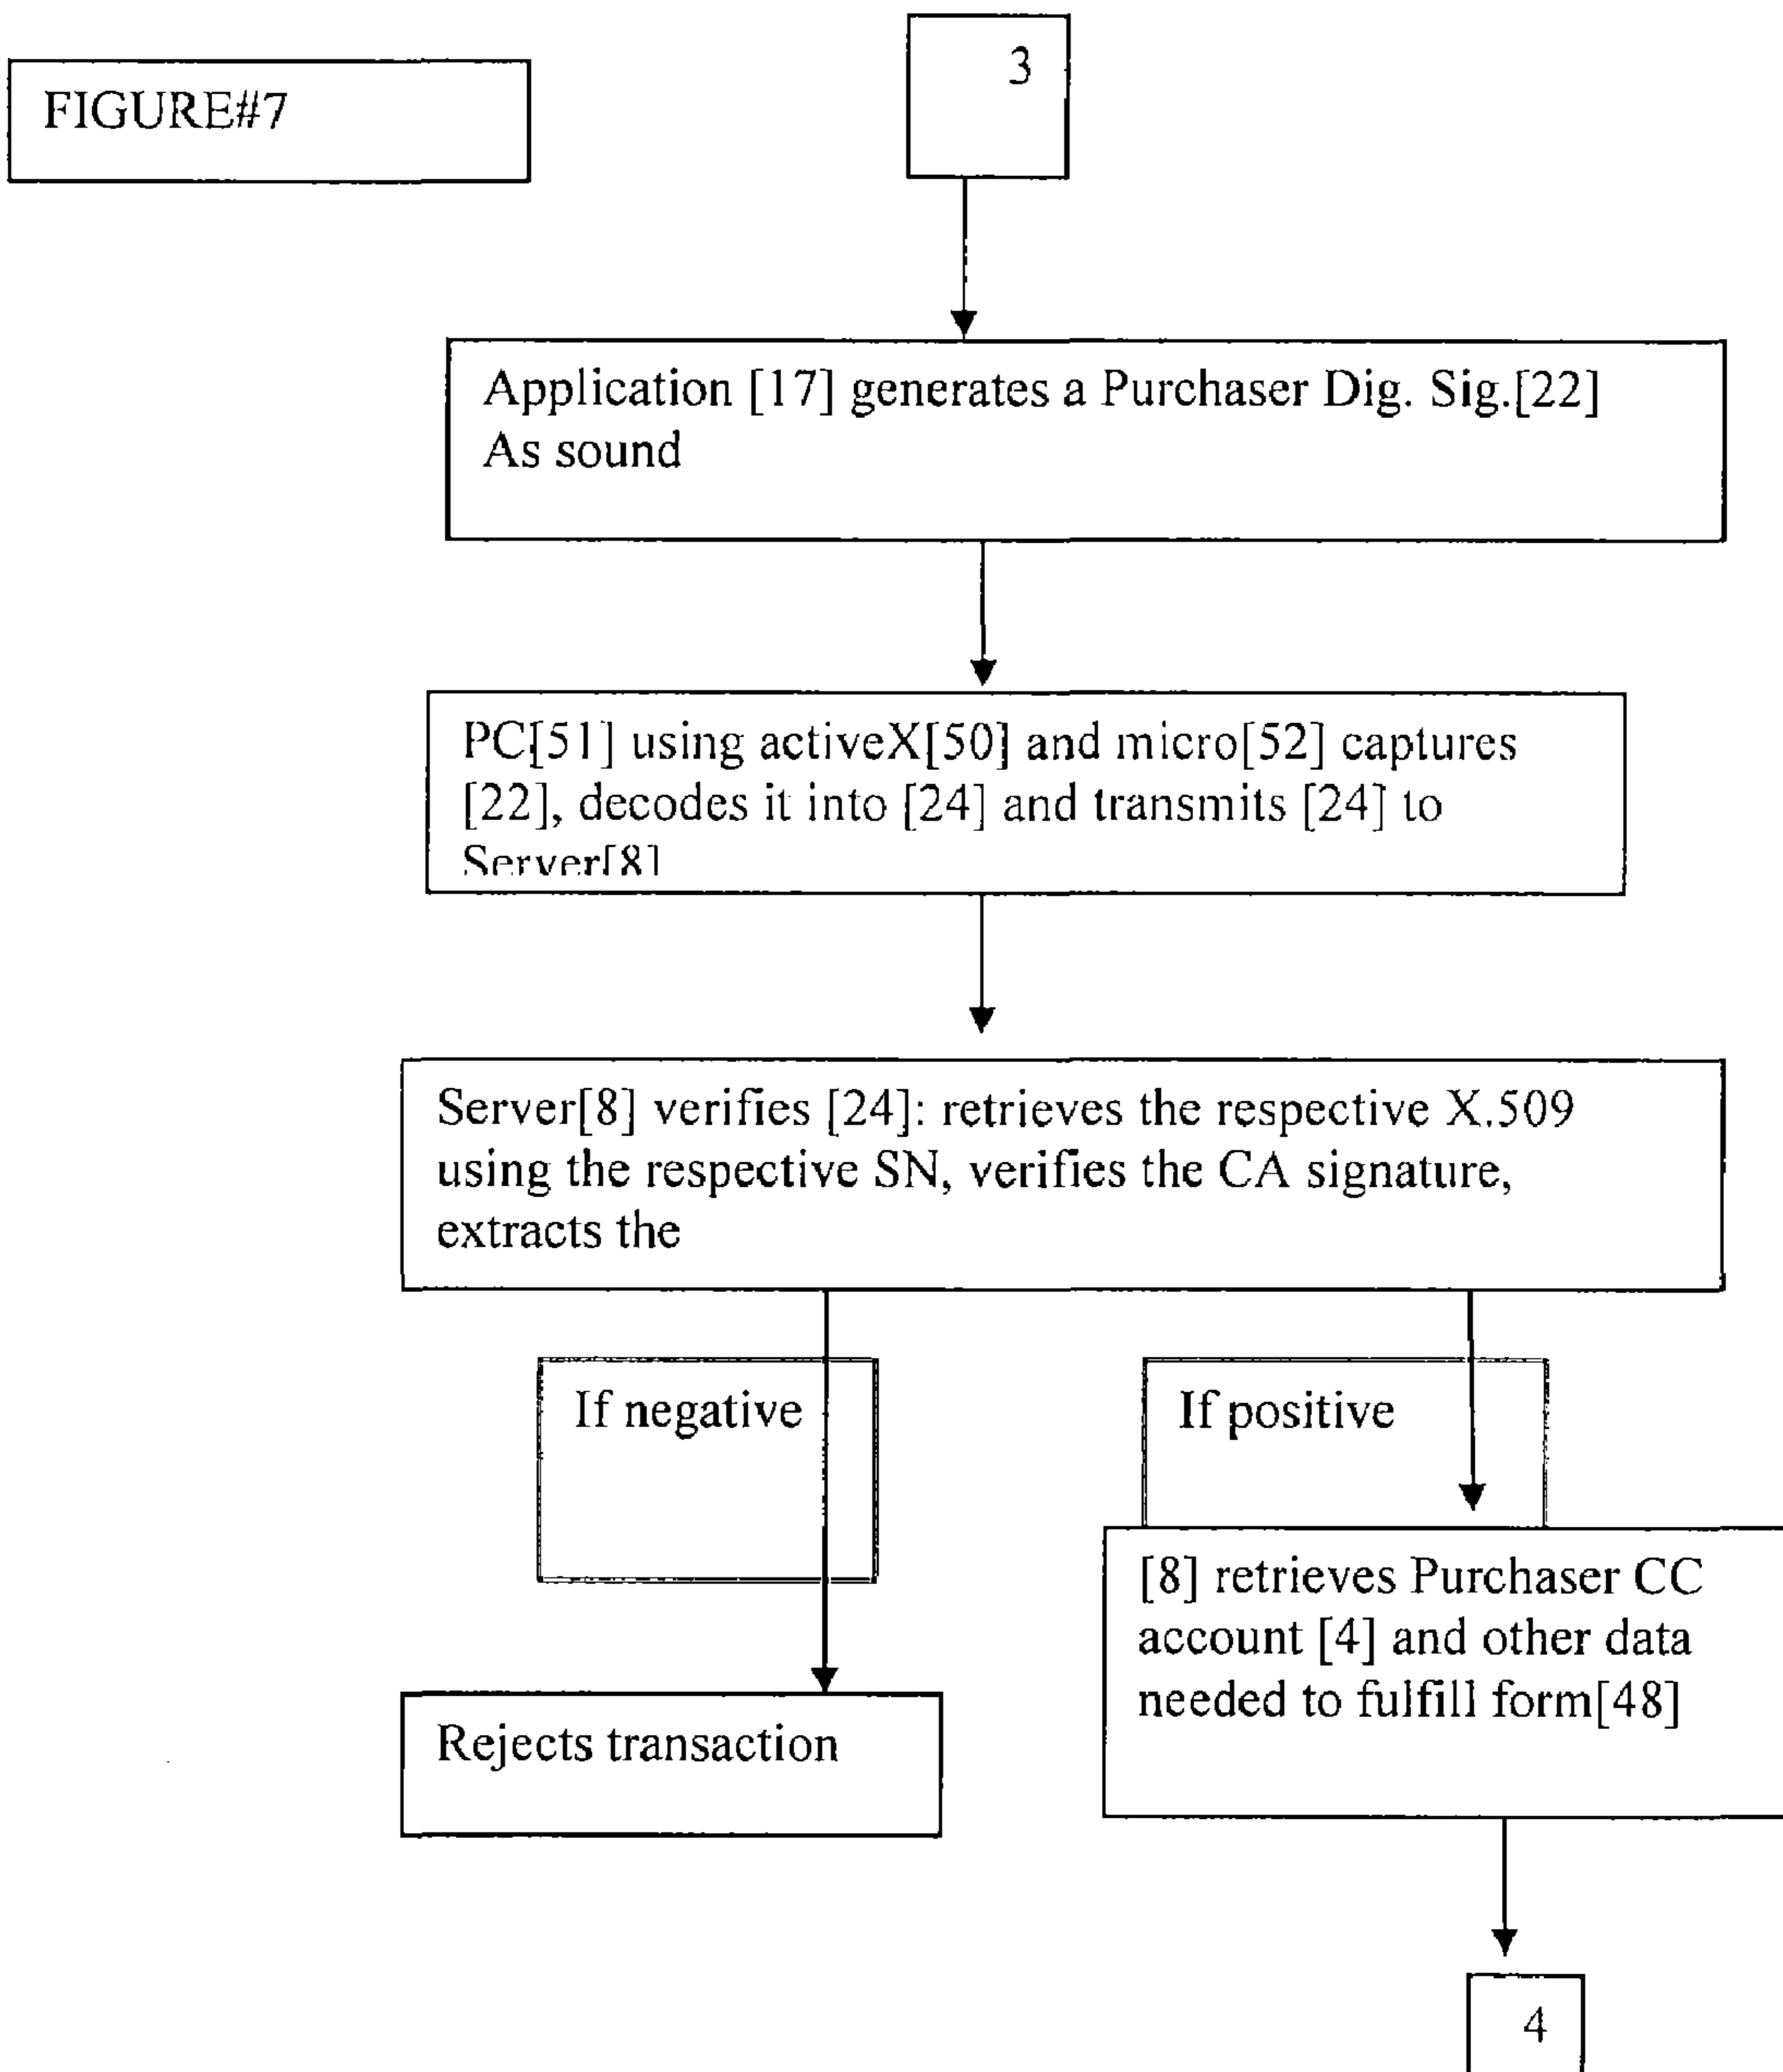 FIGURE#7
3
Application [17] generates a Purchaser Dig. Sig.[22]
As sound
PC[51] using activeX[50] and micro[52] captures
[22], decodes it into [24] and transmits [24] to
Server[8]
Server[8] verifies [24]: retrieves the respective X.509
using the respective SN, verifies the CA signature,
extracts the
If negative
If positive
[8] retrieves Purchaser CC
account [4] and other data
needed to fulfill form[48]
Rejects transaction
4